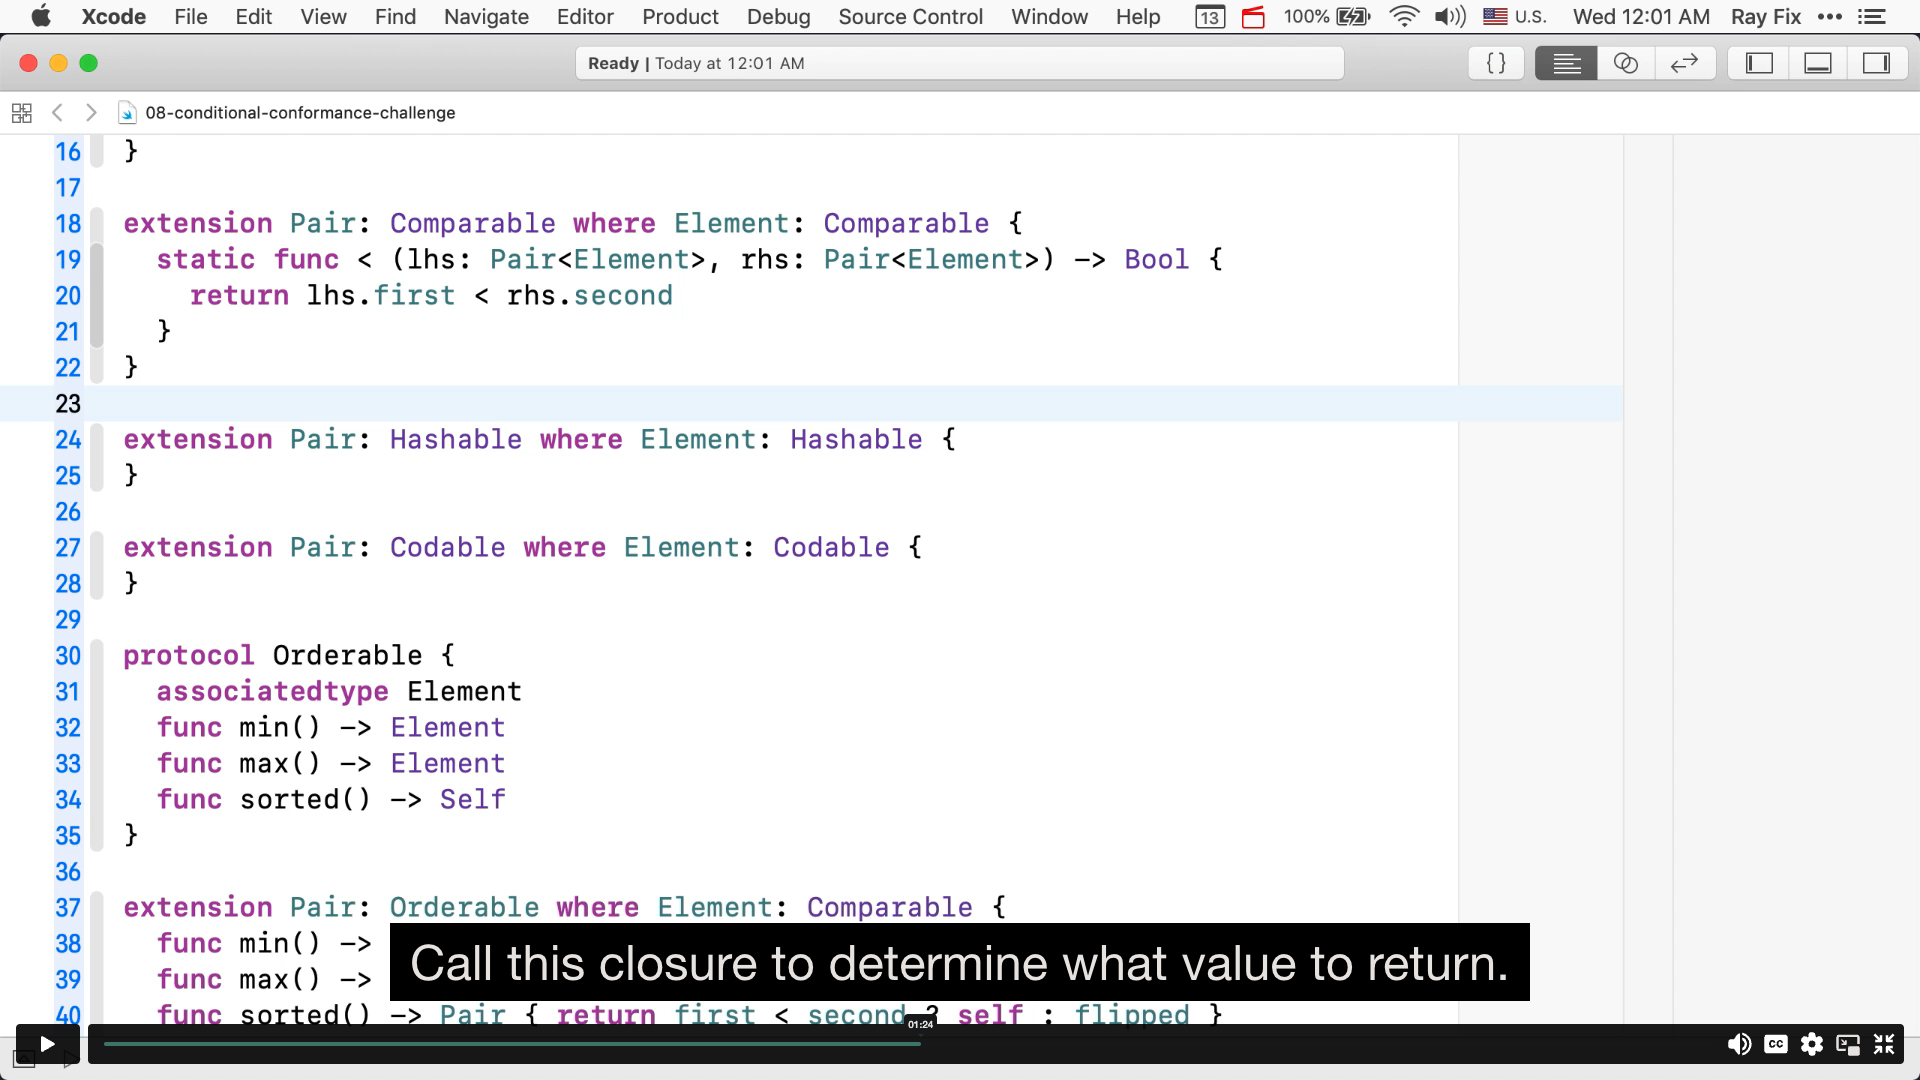 Xcode File Edit View Find Navigate Editor Product Debug Source Control Window Help 13 100% U.S. Wed 12:01 AM Ray Fix
Ready | Today at 12:01 AM {}
08-conditional-conformance-challenge
16 }
17
18 extension Pair: Comparable where Element: Comparable {
19 static func < (lhs: Pair<Element>, rhs: Pair<Element>) -> Bool {
20 return lhs.first < rhs.second
21 }
22 }
23
24 extension Pair: Hashable where Element: Hashable {
25 }
26
27 extension Pair: Codable where Element: Codable {
28 }
29
30 protocol Orderable {
31 associatedtype Element
32 func min() -> Element
33 func max() -> Element
34 func sorted() -> Self
35 }
36
37 extension Pair: Orderable where Element: Comparable {
38 func min() ->
39 func max() ->
Call this closure to determine what value to return.
40 func sorted() -> Pair { return first < second ? self : flipped }
01:24
CC